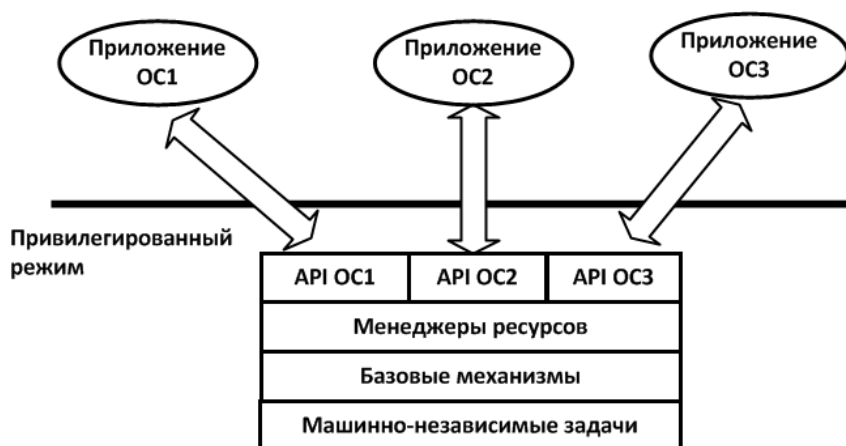 Приложение
ОС1
Приложение
ОС2
Приложение
ОС3
Привилегированный
режим
API ОС1
API ОС2
API ОС3
Менеджеры ресурсов
Базовые механизмы
Машинно-независимые задачи